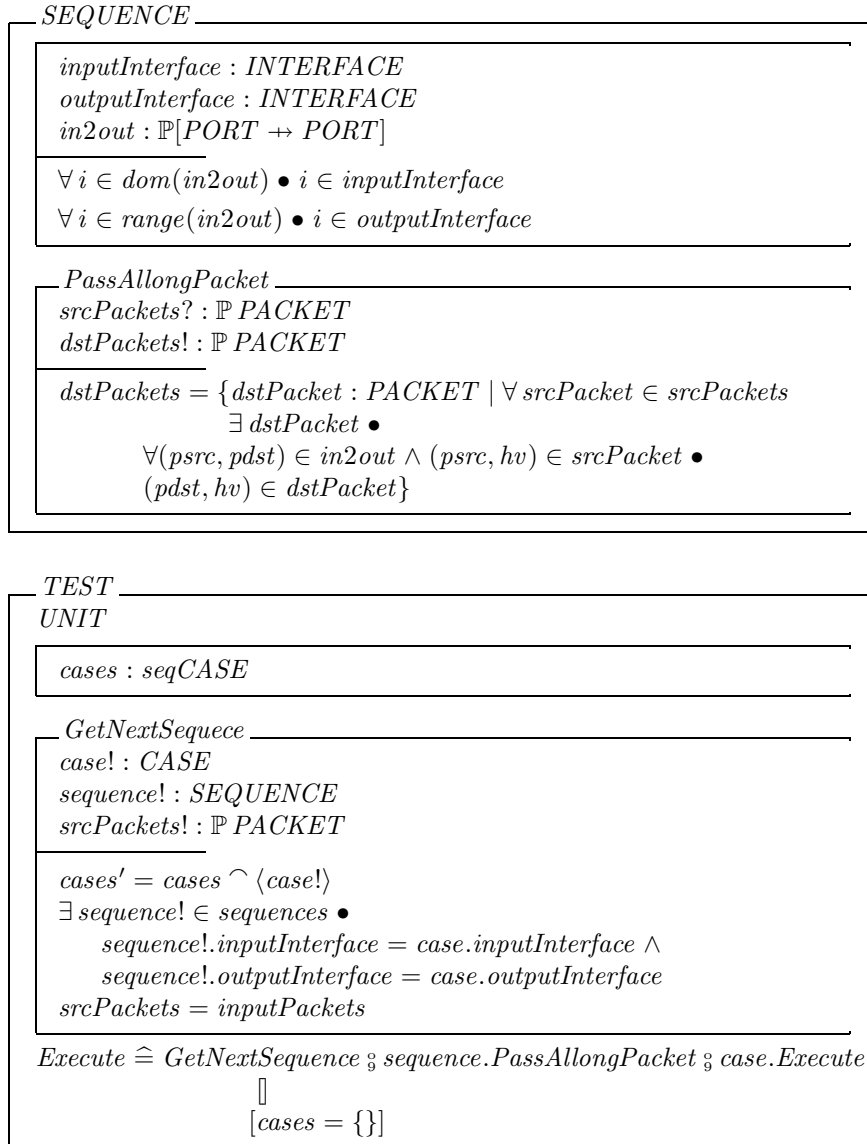 SEQUENCE
inputInterface : INTERFACE
outputInterface : INTERFACE
in2out : ℙ[PORT ⇸ PORT]
∀ i ∈ dom(in2out) • i ∈ inputInterface
∀ i ∈ range(in2out) • i ∈ outputInterface
PassAllongPacket
srcPackets? : ℙ PACKET
dstPackets! : ℙ PACKET
dstPackets = {dstPacket : PACKET | ∀ srcPacket ∈ srcPackets
∃ dstPacket •
∀(psrc, pdst) ∈ in2out ∧ (psrc, hv) ∈ srcPacket •
(pdst, hv) ∈ dstPacket}
TEST
UNIT
cases : seqCASE
GetNextSequece
case! : CASE
sequence! : SEQUENCE
srcPackets! : ℙ PACKET
cases′ = cases ⌢ ⟨case!⟩
∃ sequence! ∈ sequences •
sequence!.inputInterface = case.inputInterface ∧
sequence!.outputInterface = case.outputInterface
srcPackets = inputPackets
Execute ≙ GetNextSequence ⨟ sequence.PassAllongPacket ⨟ case.Execute
[]
[cases = {}]